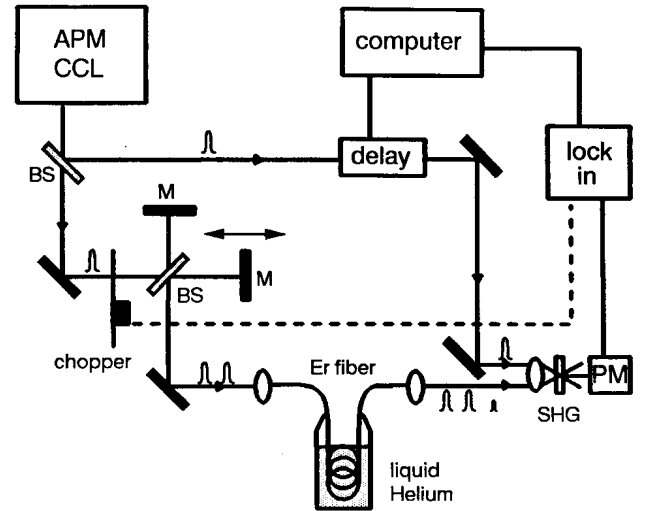 APM
CCL
computer
BS
delay
lock
in
M
M
BS
chopper
Er fiber
PM
SHG
liquid
Helium